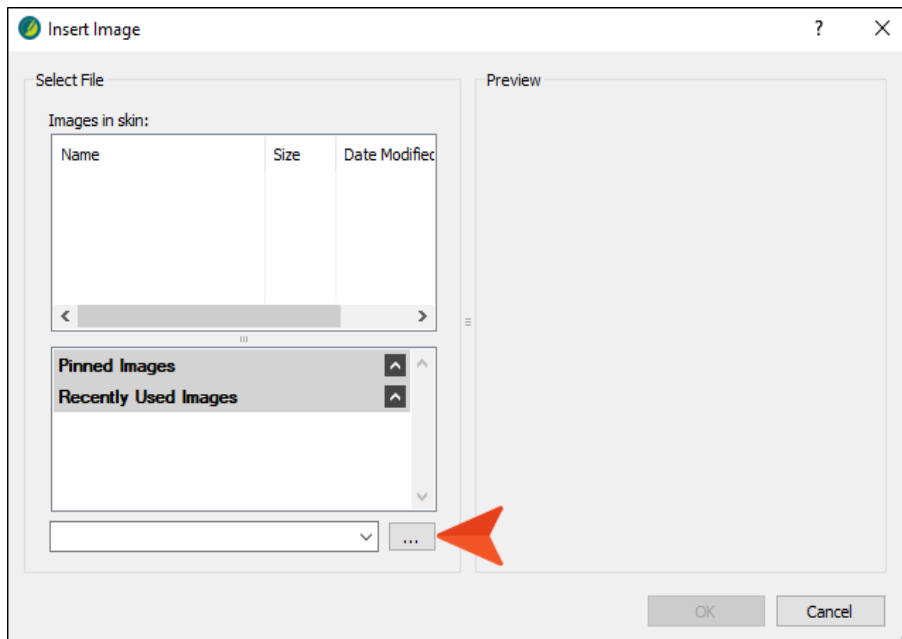 Insert Image
?
Select File
Images in skin:
Name Size Date Modified
Pinned Images
Recently Used Images
...
Preview
OK Cancel